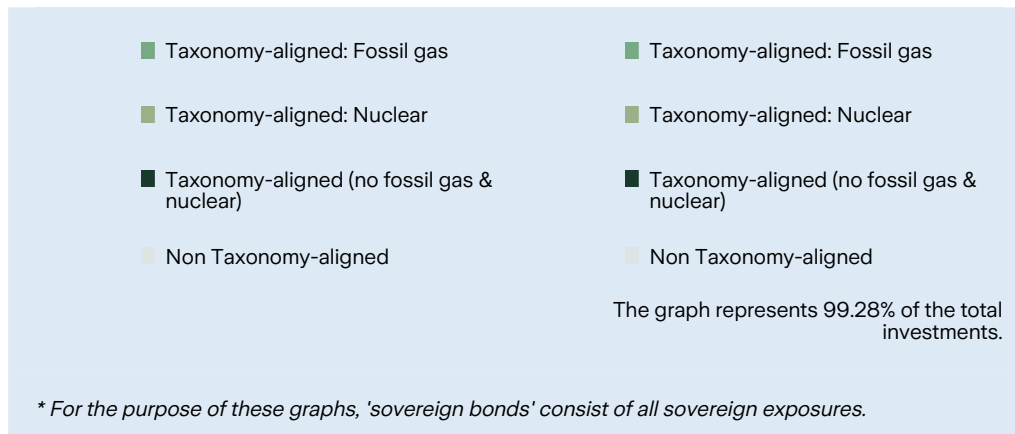 Taxonomy-aligned: Fossil gas
Taxonomy-aligned: Nuclear
Taxonomy-aligned (no fossil gas &
nuclear)
Non Taxonomy-aligned
Taxonomy-aligned: Fossil gas
Taxonomy-aligned: Nuclear
Taxonomy-aligned (no fossil gas &
nuclear)
Non Taxonomy-aligned
The graph represents 99.28% of the total
investments.
* For the purpose of these graphs, 'sovereign bonds' consist of all sovereign exposures.